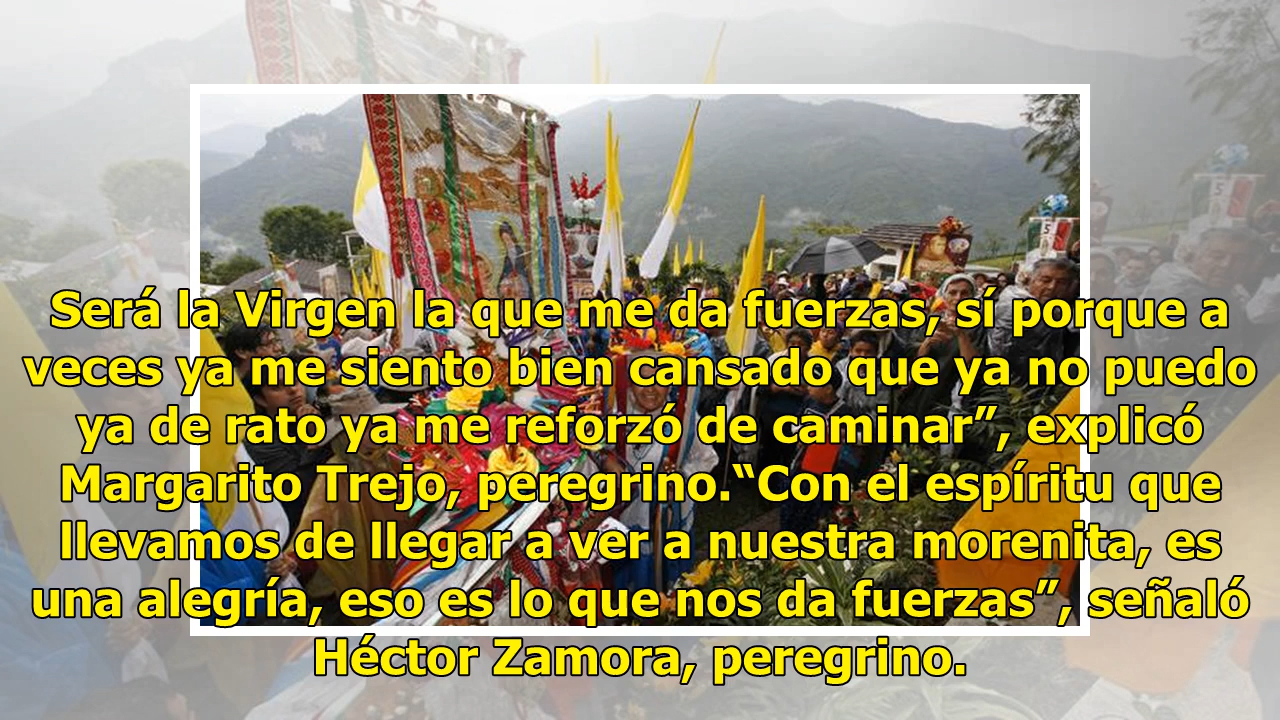 Será la Virgen la que me da fuerzas, sí porque a
veces ya me siento bien cansado que ya no puedo
ya de rato ya me reforzó de caminar”, explicó
Margarito Trejo, peregrino.“Con el espíritu que
llevamos de llegar a ver a nuestra morenita, es
una alegría, eso es lo que nos da fuerzas”, señaló
Héctor Zamora, peregrino.